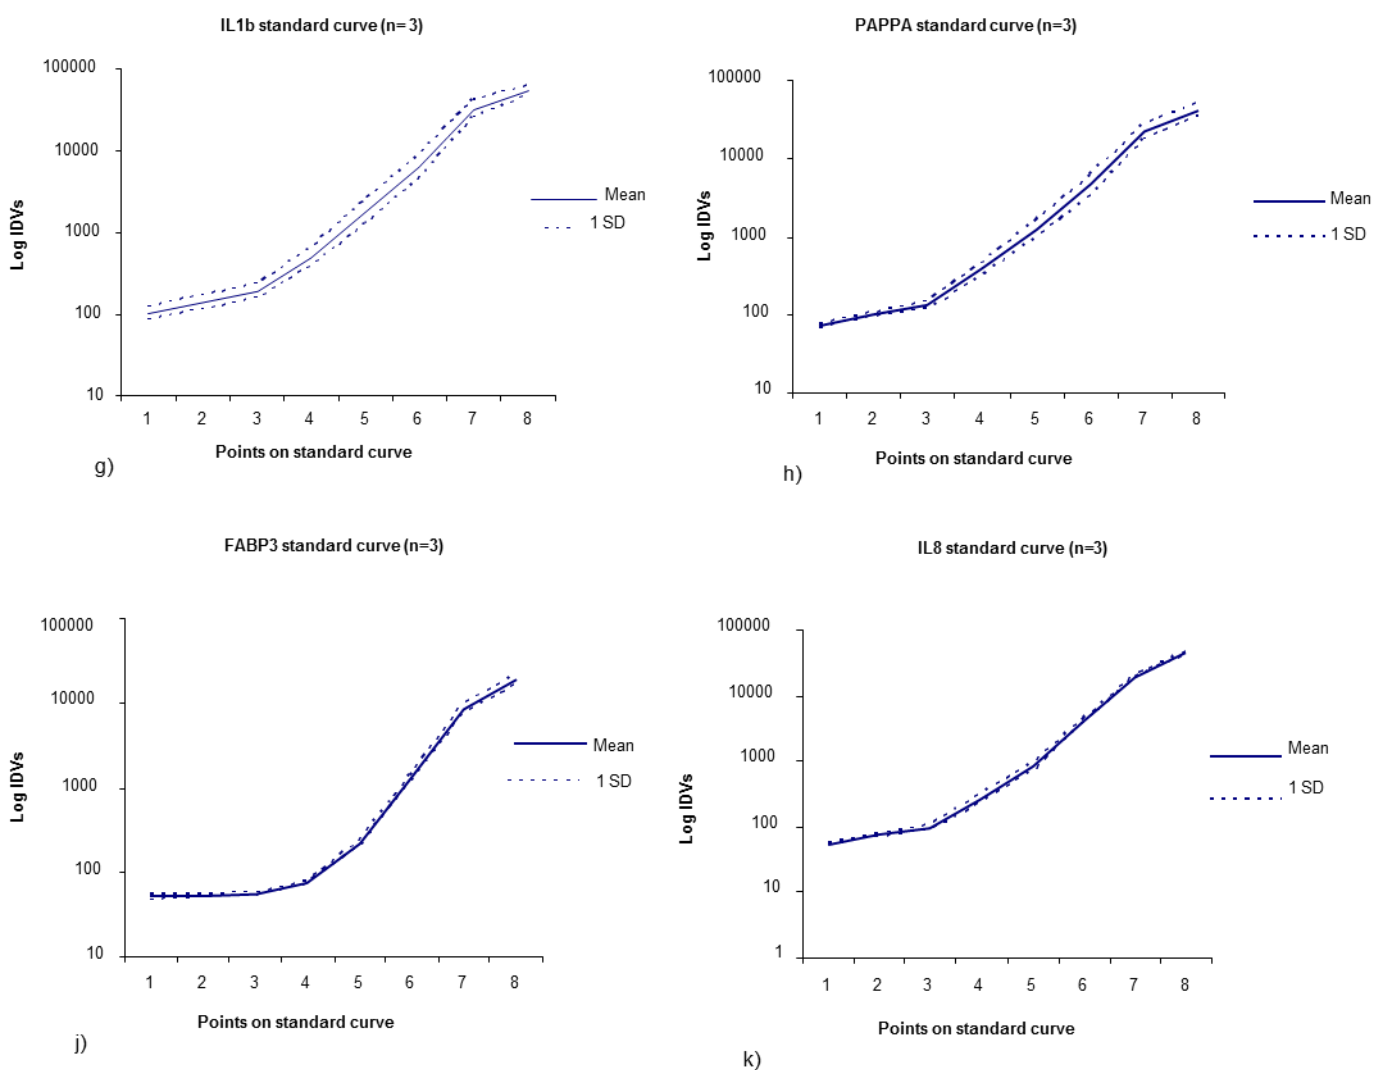 IL1b standard curve (n= 3)
100000
10000
1000
100
10
Log IDVs
1 2 3 4 5 6 7 8
Points on standard curve
Mean
1 SD
g)
PAPPA standard curve (n=3)
100000
10000
1000
100
10
Log IDVs
1 2 3 4 5 6 7 8
Points on standard curve
Mean
1 SD
h)
FABP3 standard curve (n=3)
100000
10000
1000
100
10
Log IDVs
1 2 3 4 5 6 7 8
Points on standard curve
Mean
1 SD
j)
IL8 standard curve (n=3)
100000
10000
1000
100
10
1
Log IDVs
1 2 3 4 5 6 7 8
Points on standard curve
Mean
1 SD
k)